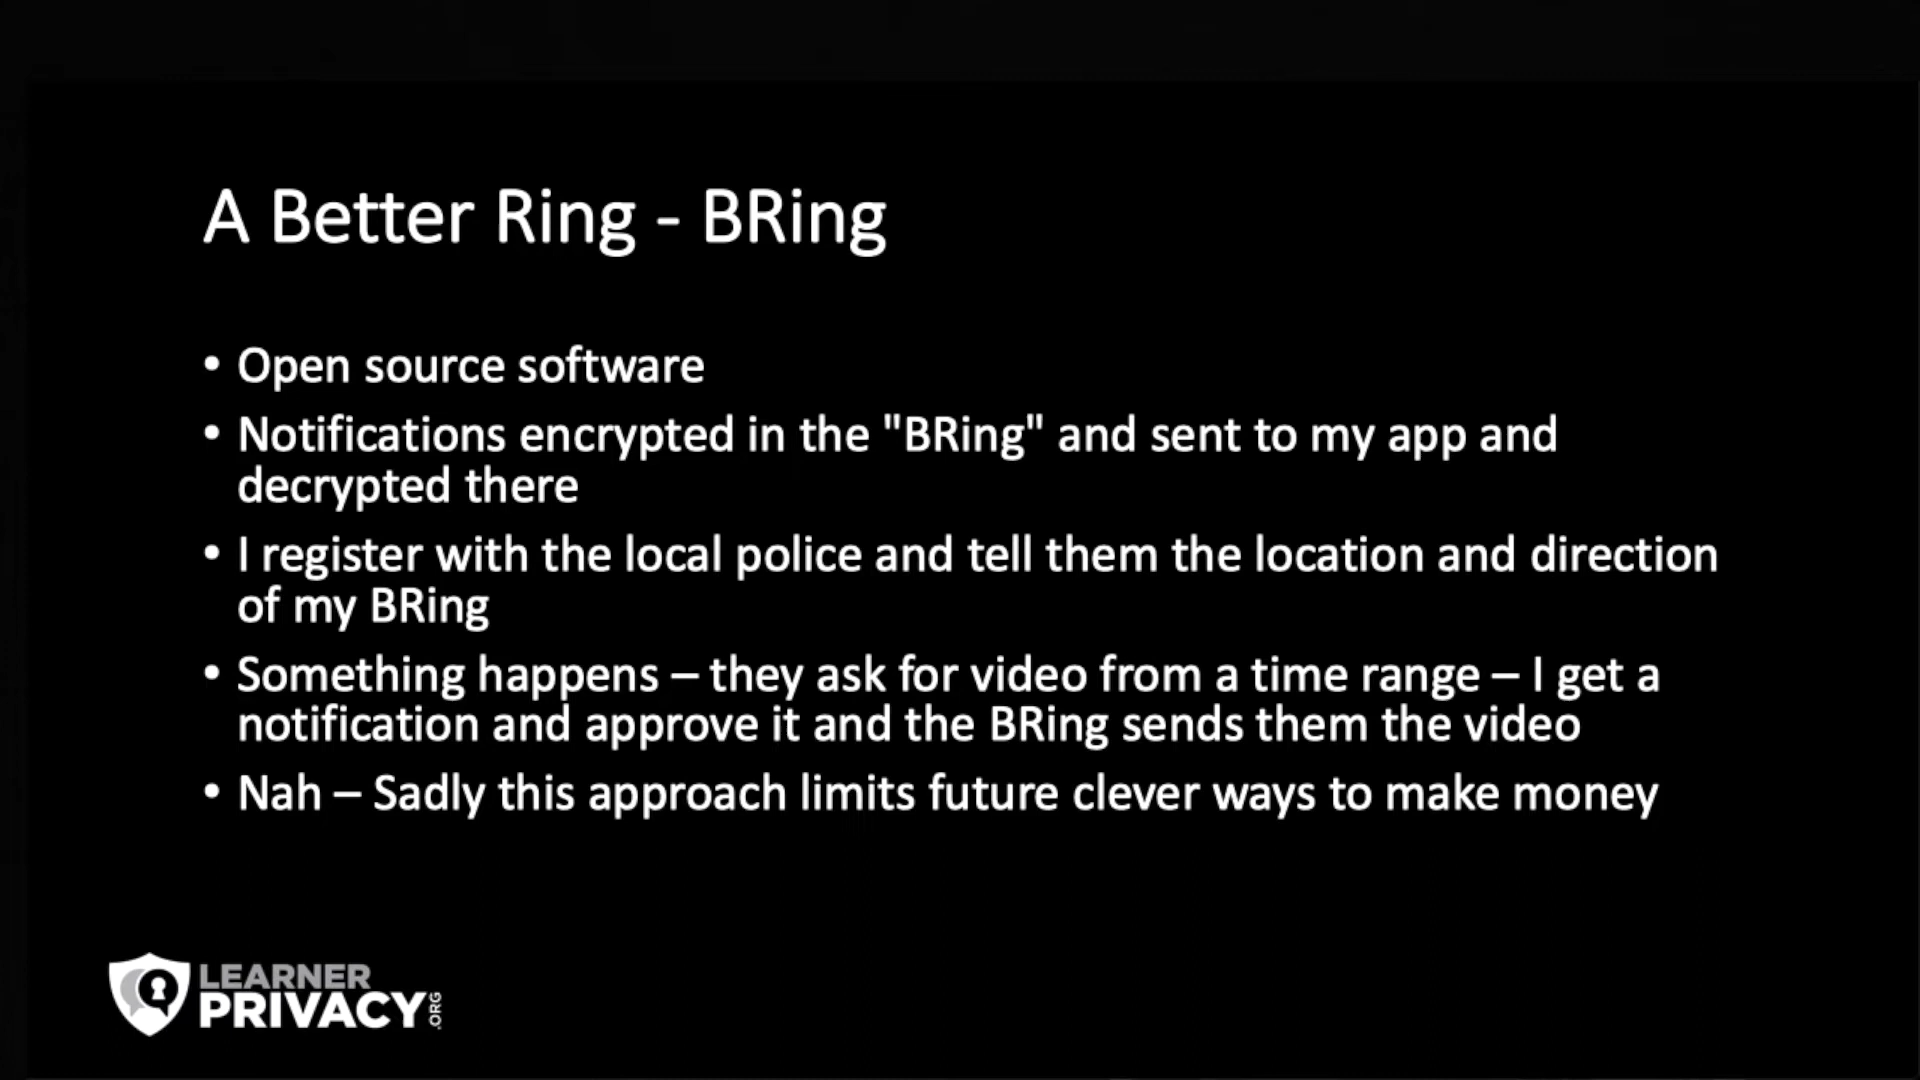 A Better Ring - BRing
• Open source software
• Notifications encrypted in the "BRing" and sent to my app and
decrypted there
• I register with the local police and tell them the location and direction
of my BRing
• Something happens – they ask for video from a time range – I get a
notification and approve it and the BRing sends them the video
• Nah – Sadly this approach limits future clever ways to make money
LEARNER
PRIVACY.ORG